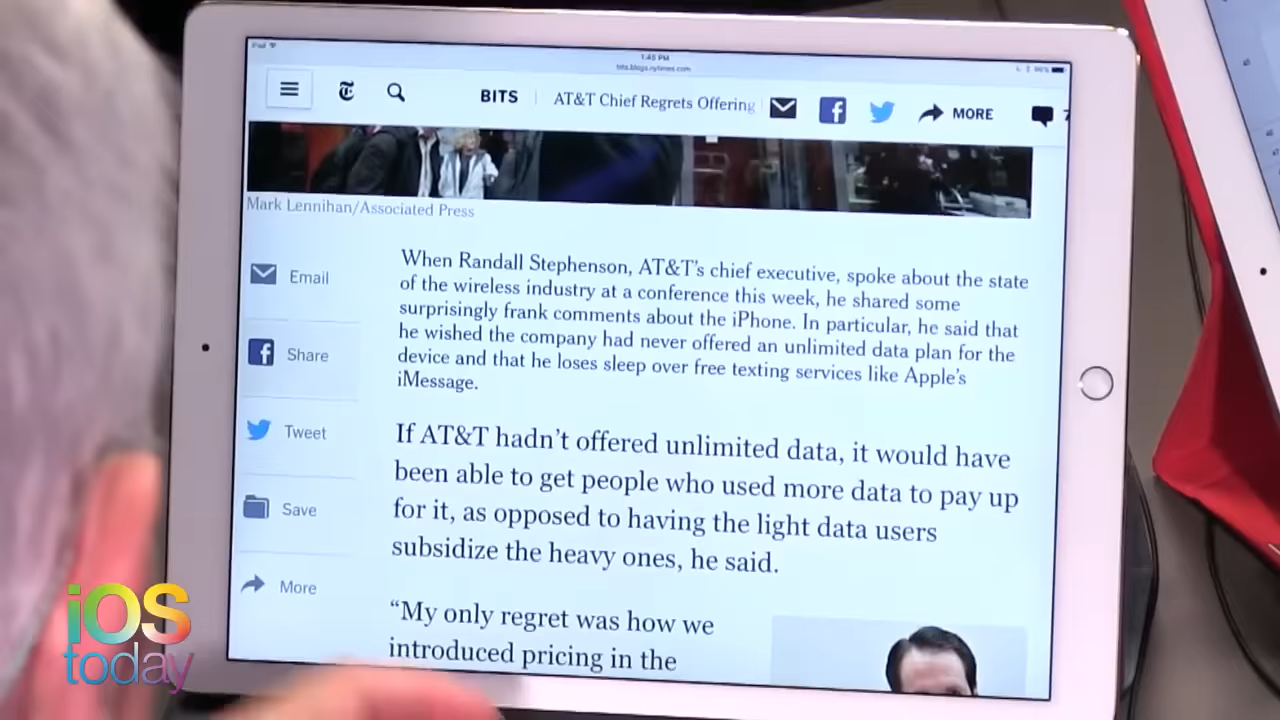 iPad
1:45 PM
bits.blogs.nytimes.com
BITS
AT&T Chief Regrets Offering
MORE
7
Mark Lennihan/Associated Press
Email
Share
Tweet
Save
More
When Randall Stephenson, AT&T's chief executive, spoke about the state
of the wireless industry at a conference this week, he shared some
surprisingly frank comments about the iPhone. In particular, he said that
he wished the company had never offered an unlimited data plan for the
device and that he loses sleep over free texting services like Apple's
iMessage.
If AT&T hadn't offered unlimited data, it would have
been able to get people who used more data to pay up
for it, as opposed to having the light data users
subsidize the heavy ones, he said.
“My only regret was how we
introduced pricing in the
iOS
today